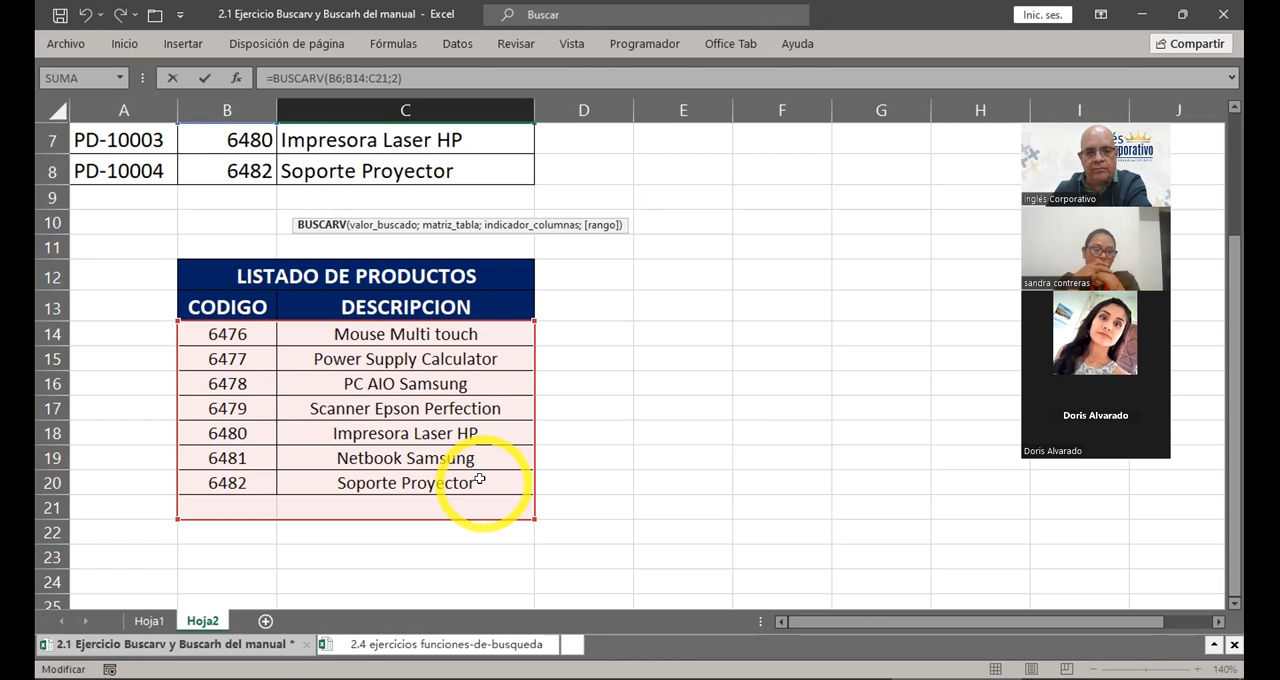 2.1 Ejercicio Buscarv y Buscarh del manual - Excel
Buscar
Inic. ses.
Archivo Inicio Insertar Disposición de página Fórmulas Datos Revisar Vista Programador Office Tab Ayuda
Compartir
SUMA fx =BUSCARV(B6;B14:C21;2)
A B C D E F G H I J
7 PD-10003 6480 Impresora Laser HP
8 PD-10004 6482 Soporte Proyector
9
10
BUSCARV(valor_buscado; matriz_tabla; indicador_columnas; [rango])
11
12 LISTADO DE PRODUCTOS
13 CODIGO DESCRIPCION
14 6476 Mouse Multi touch
15 6477 Power Supply Calculator
16 6478 PC AIO Samsung
17 6479 Scanner Epson Perfection
18 6480 Impresora Laser HP
19 6481 Netbook Samsung
20 6482 Soporte Proyector
21
22
23
24
25
Inglés Corporativo
sandra contreras
Doris Alvarado
Doris Alvarado
Hoja1 Hoja2
2.1 Ejercicio Buscarv y Buscarh del manual *
2.4 ejercicios funciones-de-busqueda
Modificar
140%